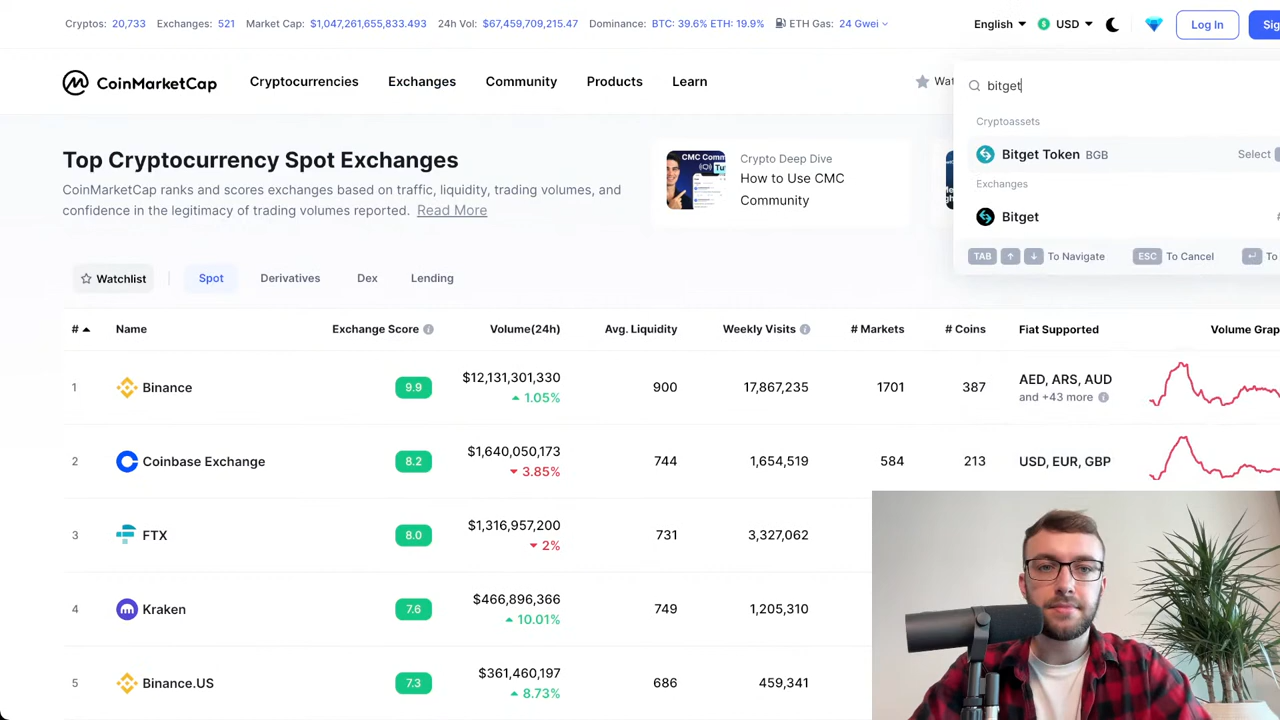 Cryptos: 20,733 Exchanges: 521 Market Cap: $1,047,261,655,833.493 24h Vol: $67,459,709,215.47 Dominance: BTC: 39.6% ETH: 19.9% ETH Gas: 24 Gwei English USD Log In
CoinMarketCap Cryptocurrencies Exchanges Community Products Learn
bitget
Cryptoassets
Bitget Token BGB Select
Exchanges
Bitget
TAB ↑ ↓ To Navigate ESC To Cancel ↵ To
Top Cryptocurrency Spot Exchanges
CoinMarketCap ranks and scores exchanges based on traffic, liquidity, trading volumes, and
confidence in the legitimacy of trading volumes reported. Read More
Crypto Deep Dive
How to Use CMC
Community
Watchlist Spot Derivatives Dex Lending
# Name Exchange Score Volume(24h) Avg. Liquidity Weekly Visits # Markets # Coins Fiat Supported
1 Binance 9.9 $12,131,301,330 900 17,867,235 1701 387 AED, ARS, AUD
1.05% and +43 more
2 Coinbase Exchange 8.2 $1,640,050,173 744 1,654,519 584 213 USD, EUR, GBP
3.85%
3 FTX 8.0 $1,316,957,200 731 3,327,062
2%
4 Kraken 7.6 $466,896,366 749 1,205,310
10.01%
5 Binance.US 7.3 $361,460,197 686 459,341
8.73%